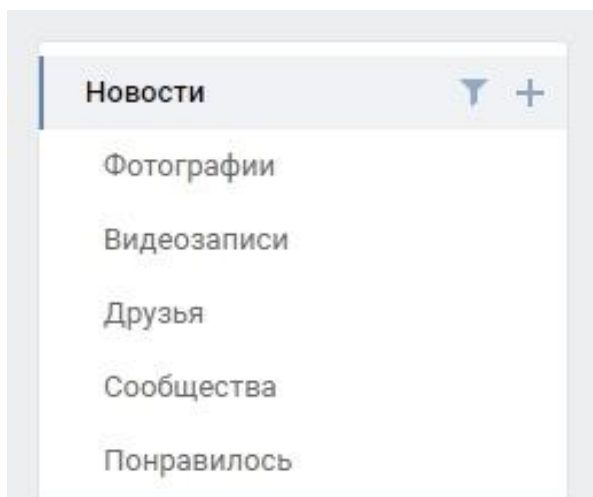 Новости
Фотографии
Видеозаписи
Друзья
Сообщества
Понравилось